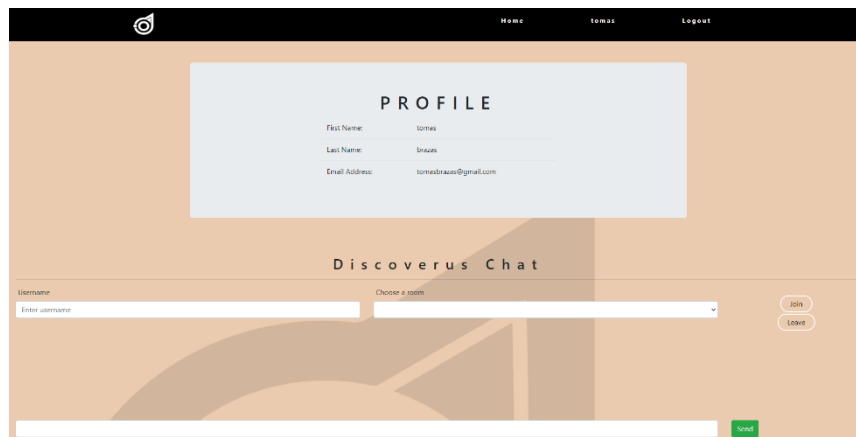 Home tomas Logout
PROFILE
First Name: tomas
Last Name: brazas
Email Address: tomasbrazas@gmail.com
Discoverus Chat
Username Choose a room
Enter username
Join
Leave
Send